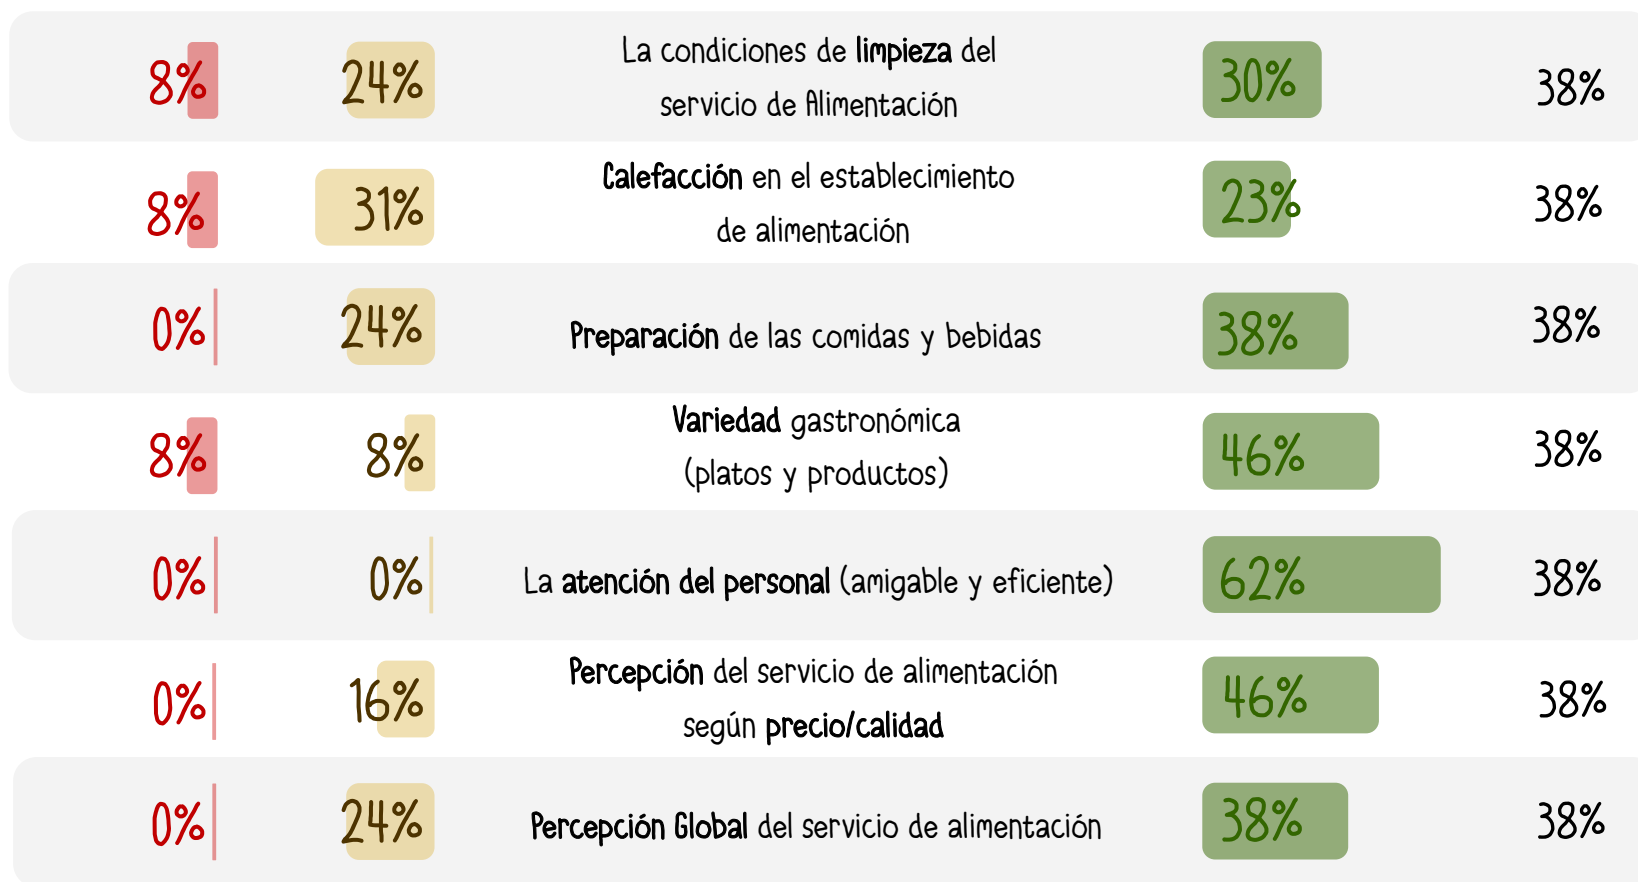 8% 24% La condiciones de limpieza del 30% 38%
servicio de Alimentación
8% 31% Calefacción en el establecimiento 23% 38%
de alimentación
0% 24% Preparación de las comidas y bebidas 38% 38%
8% 8% Variedad gastronómica 46% 38%
(platos y productos)
0% 0% La atención del personal (amigable y eficiente) 62% 38%
0% 16% Percepción del servicio de alimentación 46% 38%
según precio/calidad
0% 24% Percepción Global del servicio de alimentación 38% 38%